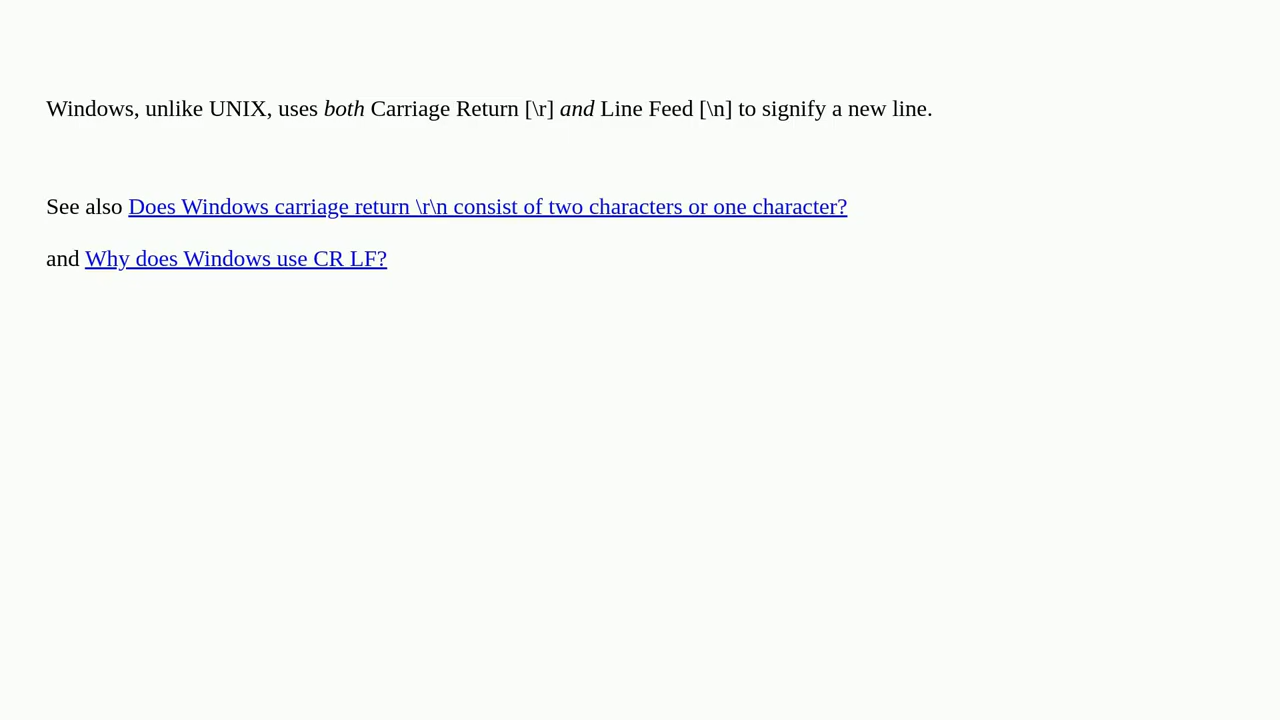 Windows, unlike UNIX, uses both Carriage Return [\r] and Line Feed [\n] to signify a new line.
See also Does Windows carriage return \r\n consist of two characters or one character?
and Why does Windows use CR LF?